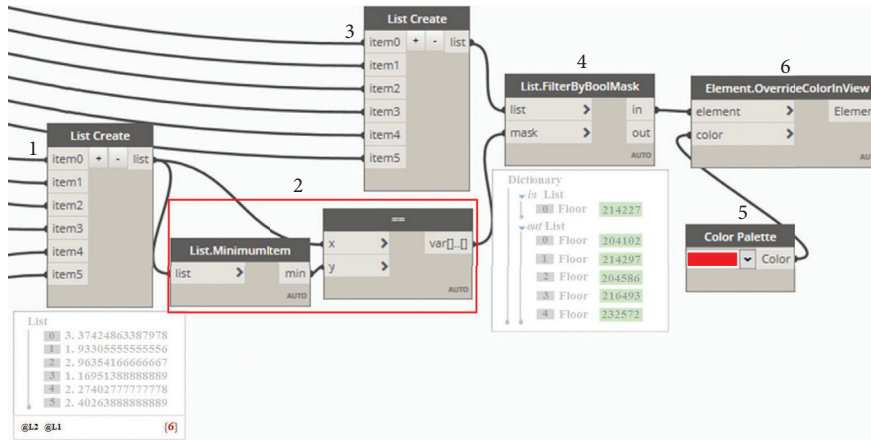 1
List Create
item0 + - list
item1
item2
item3
item4
item5
List
0 3.37424863387978
1 1.93305555555556
2 2.96354166666667
3 1.16951388888889
4 2.27402777777778
5 2.40263888888889
@L2 @L1 {6}
2
List.MinimumItem
list > min
AUTO
==
x > var[]..[]
y >
AUTO
3
List Create
item0 + - list
item1
item2
item3
item4
item5
4
List.FilterByBoolMask
list > in
mask > out
AUTO
Dictionary
in List
0 Floor 214227
out List
0 Floor 204102
1 Floor 214297
2 Floor 204586
3 Floor 216493
4 Floor 232572
5
Color Palette
Color
6
Element.OverrideColorInView
element > Elemen
color >
AUT